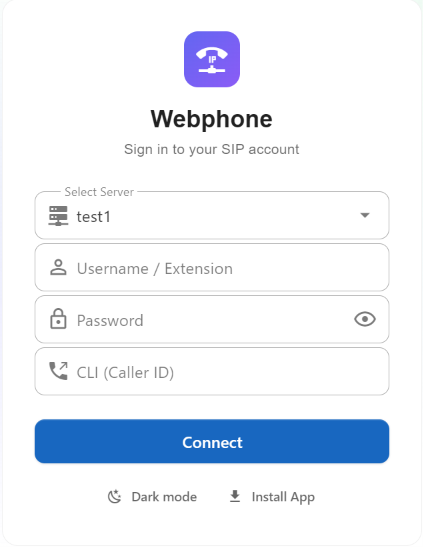 IP
Webphone
Sign in to your SIP account
Select Server
test1
Username / Extension
Password
CLI (Caller ID)
Connect
Dark mode Install App